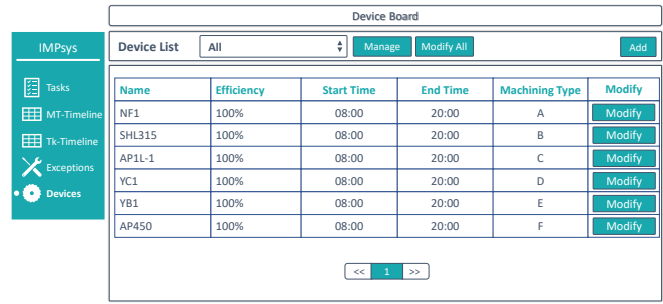 Device Board
IMPsys
Device List All Manage Modify All Add
Tasks
MT-Timeline
Tk-Timeline
Exceptions
Devices
Name Efficiency Start Time End Time Machining Type Modify
NF1 100% 08:00 20:00 A Modify
SHL315 100% 08:00 20:00 B Modify
AP1L-1 100% 08:00 20:00 C Modify
YC1 100% 08:00 20:00 D Modify
YB1 100% 08:00 20:00 E Modify
AP450 100% 08:00 20:00 F Modify
<< 1 >>